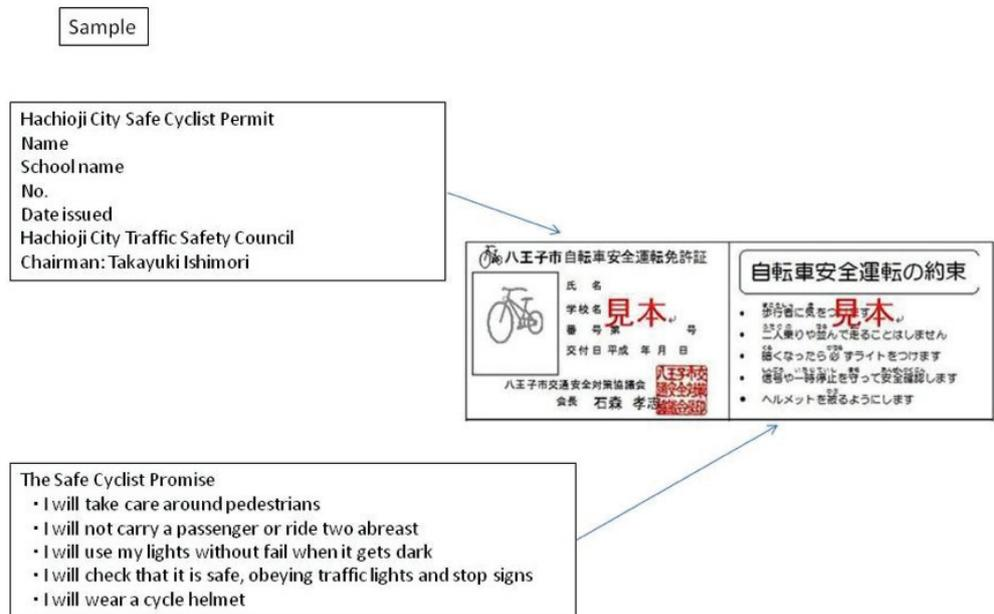 Sample
Hachioji City Safe Cyclist Permit
Name
School name
No.
Date issued
Hachioji City Traffic Safety Council
Chairman: Takayuki Ishimori
八王子市自転車安全運転免許証
氏 名
学校名
見本
番 号 第 号
交付日 平成 年 月 日
八王子市交通安全対策協議会
会長 石森 孝志
自転車安全運転の約束
見本
• 歩行者に気をつけます
• 二人乗りや並んで走ることはしません
• 暗くなったら必ずライトをつけます
• 信号や一時停止を守って安全確認します
• ヘルメットを被るようにします
The Safe Cyclist Promise
・I will take care around pedestrians
・I will not carry a passenger or ride two abreast
・I will use my lights without fail when it gets dark
・I will check that it is safe, obeying traffic lights and stop signs
・I will wear a cycle helmet